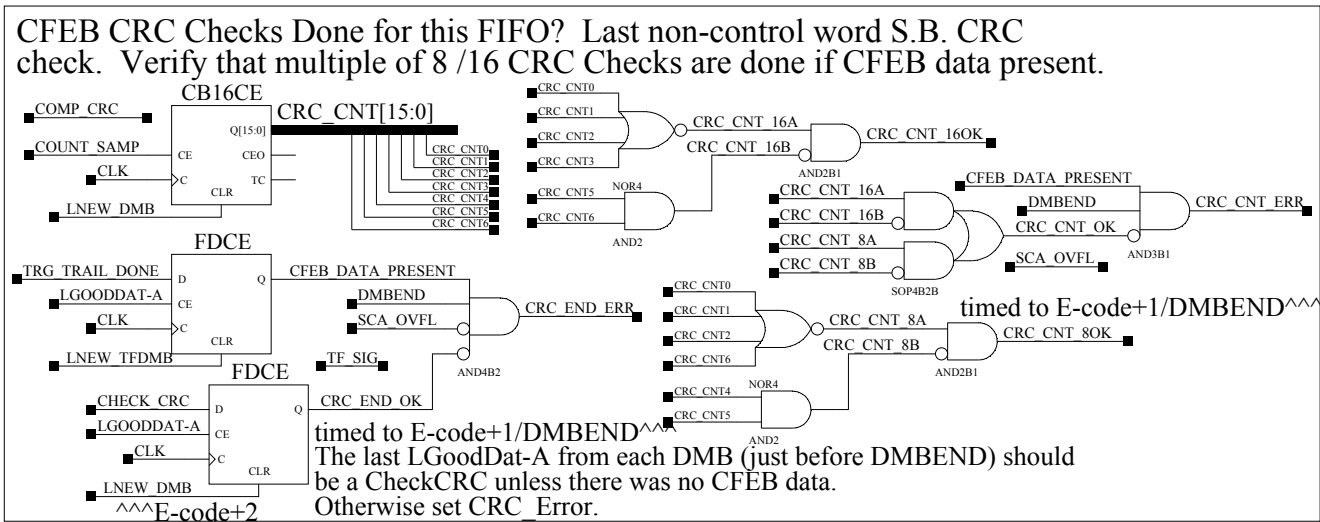 CFEB CRC Checks Done for this FIFO?  Last non-control word S.B. CRC
check.  Verify that multiple of 8 /16 CRC Checks are done if CFEB data present.
CB16CE
COMP_CRC
Q[15:0]
CRC_CNT[15:0]
COUNT_SAMP
CE
CEO
CLK
C
TC
CLR
LNEW_DMB
CRC_CNT0
CRC_CNT1
CRC_CNT2
CRC_CNT3
CRC_CNT4
CRC_CNT5
CRC_CNT6
CRC_CNT0
CRC_CNT1
CRC_CNT2
CRC_CNT3
NOR4
CRC_CNT5
CRC_CNT6
AND2
CRC_CNT_16A
CRC_CNT_16B
AND2B1
CRC_CNT_16OK
CFEB_DATA_PRESENT
CRC_CNT_16A
DMBEND
CRC_CNT_ERR
CRC_CNT_16B
CRC_CNT_OK
CRC_CNT_8A
AND3B1
CRC_CNT_8B
SCA_OVFL
SOP4B2B
FDCE
TRG_TRAIL_DONE
D
Q
CFEB_DATA_PRESENT
LGOODDAT-A
CE
CLK
C
CLR
LNEW_TFDMB
DMBEND
SCA_OVFL
CRC_END_ERR
TF_SIG
AND4B2
FDCE
CHECK_CRC
D
Q
CRC_END_OK
LGOODDAT-A
CE
CLK
C
CLR
LNEW_DMB
^^^E-code+2
CRC_CNT0
CRC_CNT1
CRC_CNT2
CRC_CNT6
NOR4
CRC_CNT4
CRC_CNT5
AND2
CRC_CNT_8A
CRC_CNT_8B
AND2B1
timed to E-code+1/DMBEND^^^
CRC_CNT_8OK
timed to E-code+1/DMBEND^^^
The last LGoodDat-A from each DMB (just before DMBEND) should
be a CheckCRC unless there was no CFEB data.
Otherwise set CRC_Error.